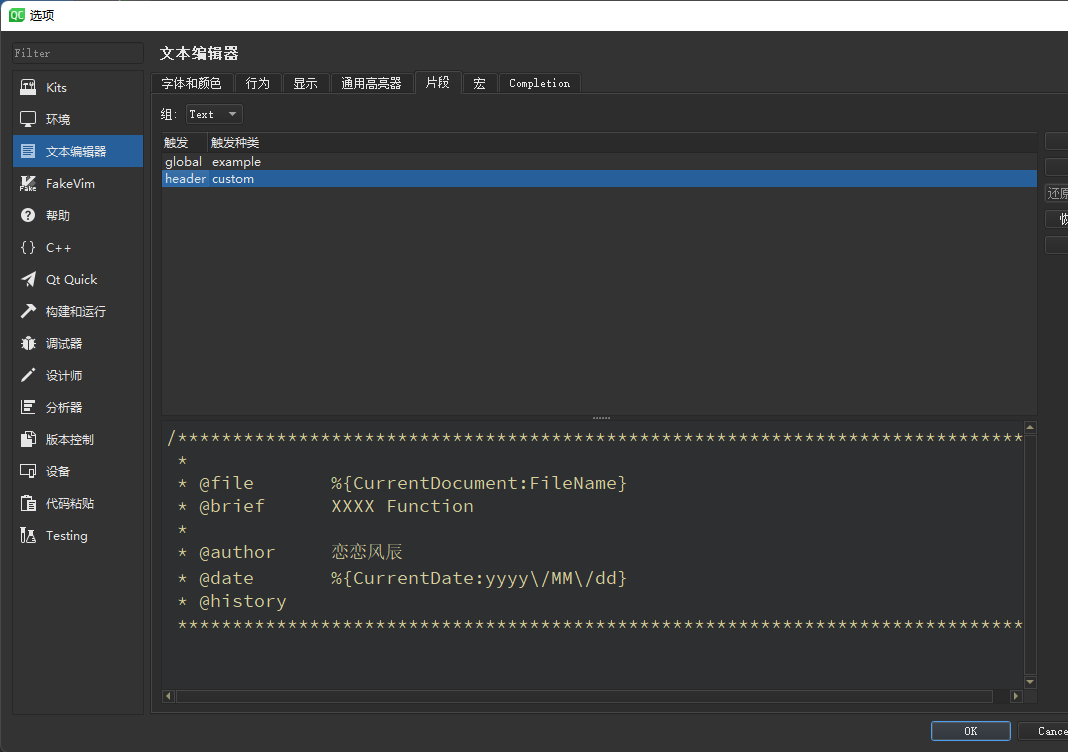 QC 选项
Filter
文本编辑器
Kits
环境
文本编辑器
FakeVim
帮助
C++
Qt Quick
构建和运行
调试器
设计师
分析器
版本控制
设备
代码粘贴
Testing
字体和颜色 行为 显示 通用高亮器 片段 宏 Completion
组: Text
触发 触发种类
global example
header custom
还原
恢
/*****************************************************************************
*
* @file %{CurrentDocument:FileName}
* @brief XXXX Function
*
* @author 恋恋风辰
* @date %{CurrentDate:yyyy\/MM\/dd}
* @history
*****************************************************************************
OK Cance